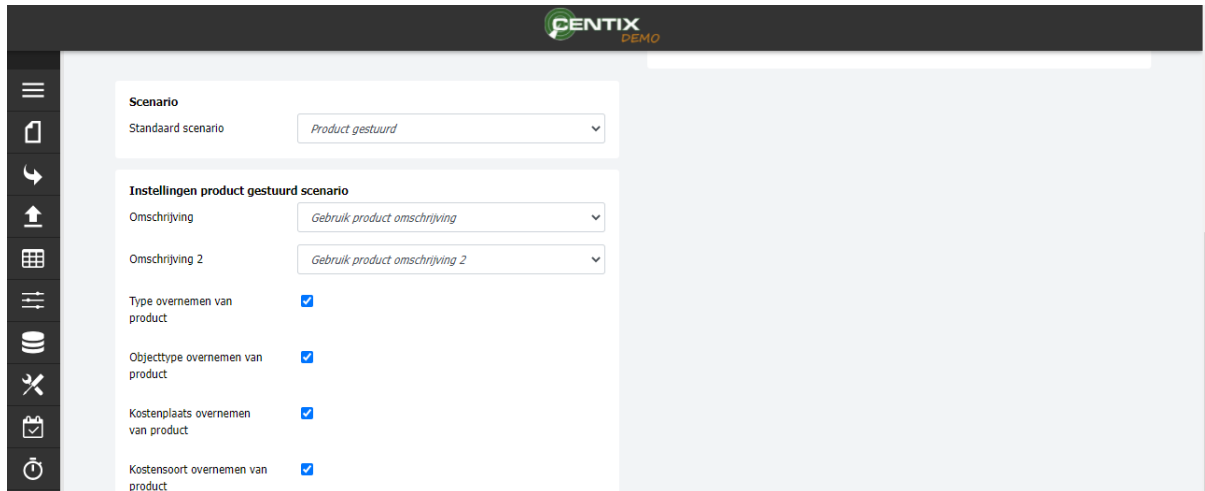 CENTIX
DEMO
Scenario
Standaard scenario
Product gestuurd
Instellingen product gestuurd scenario
Omschrijving
Gebruik product omschrijving
Omschrijving 2
Gebruik product omschrijving 2
Type overnemen van
product
Objecttype overnemen van
product
Kostenplaats overnemen
van product
Kostensoort overnemen van
product